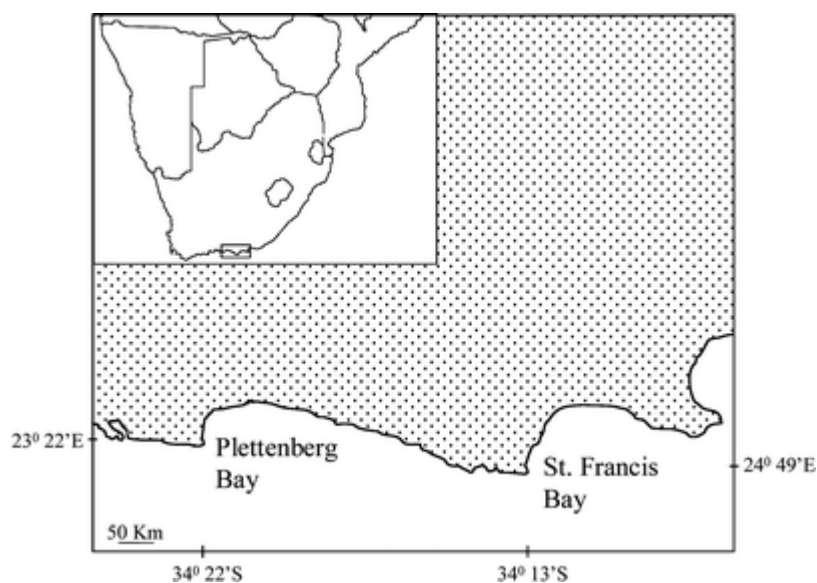 23⁰ 22’E
Plettenberg
Bay
St. Francis
Bay
24⁰ 49’E
50 Km
34⁰ 22’S
34⁰ 13’S